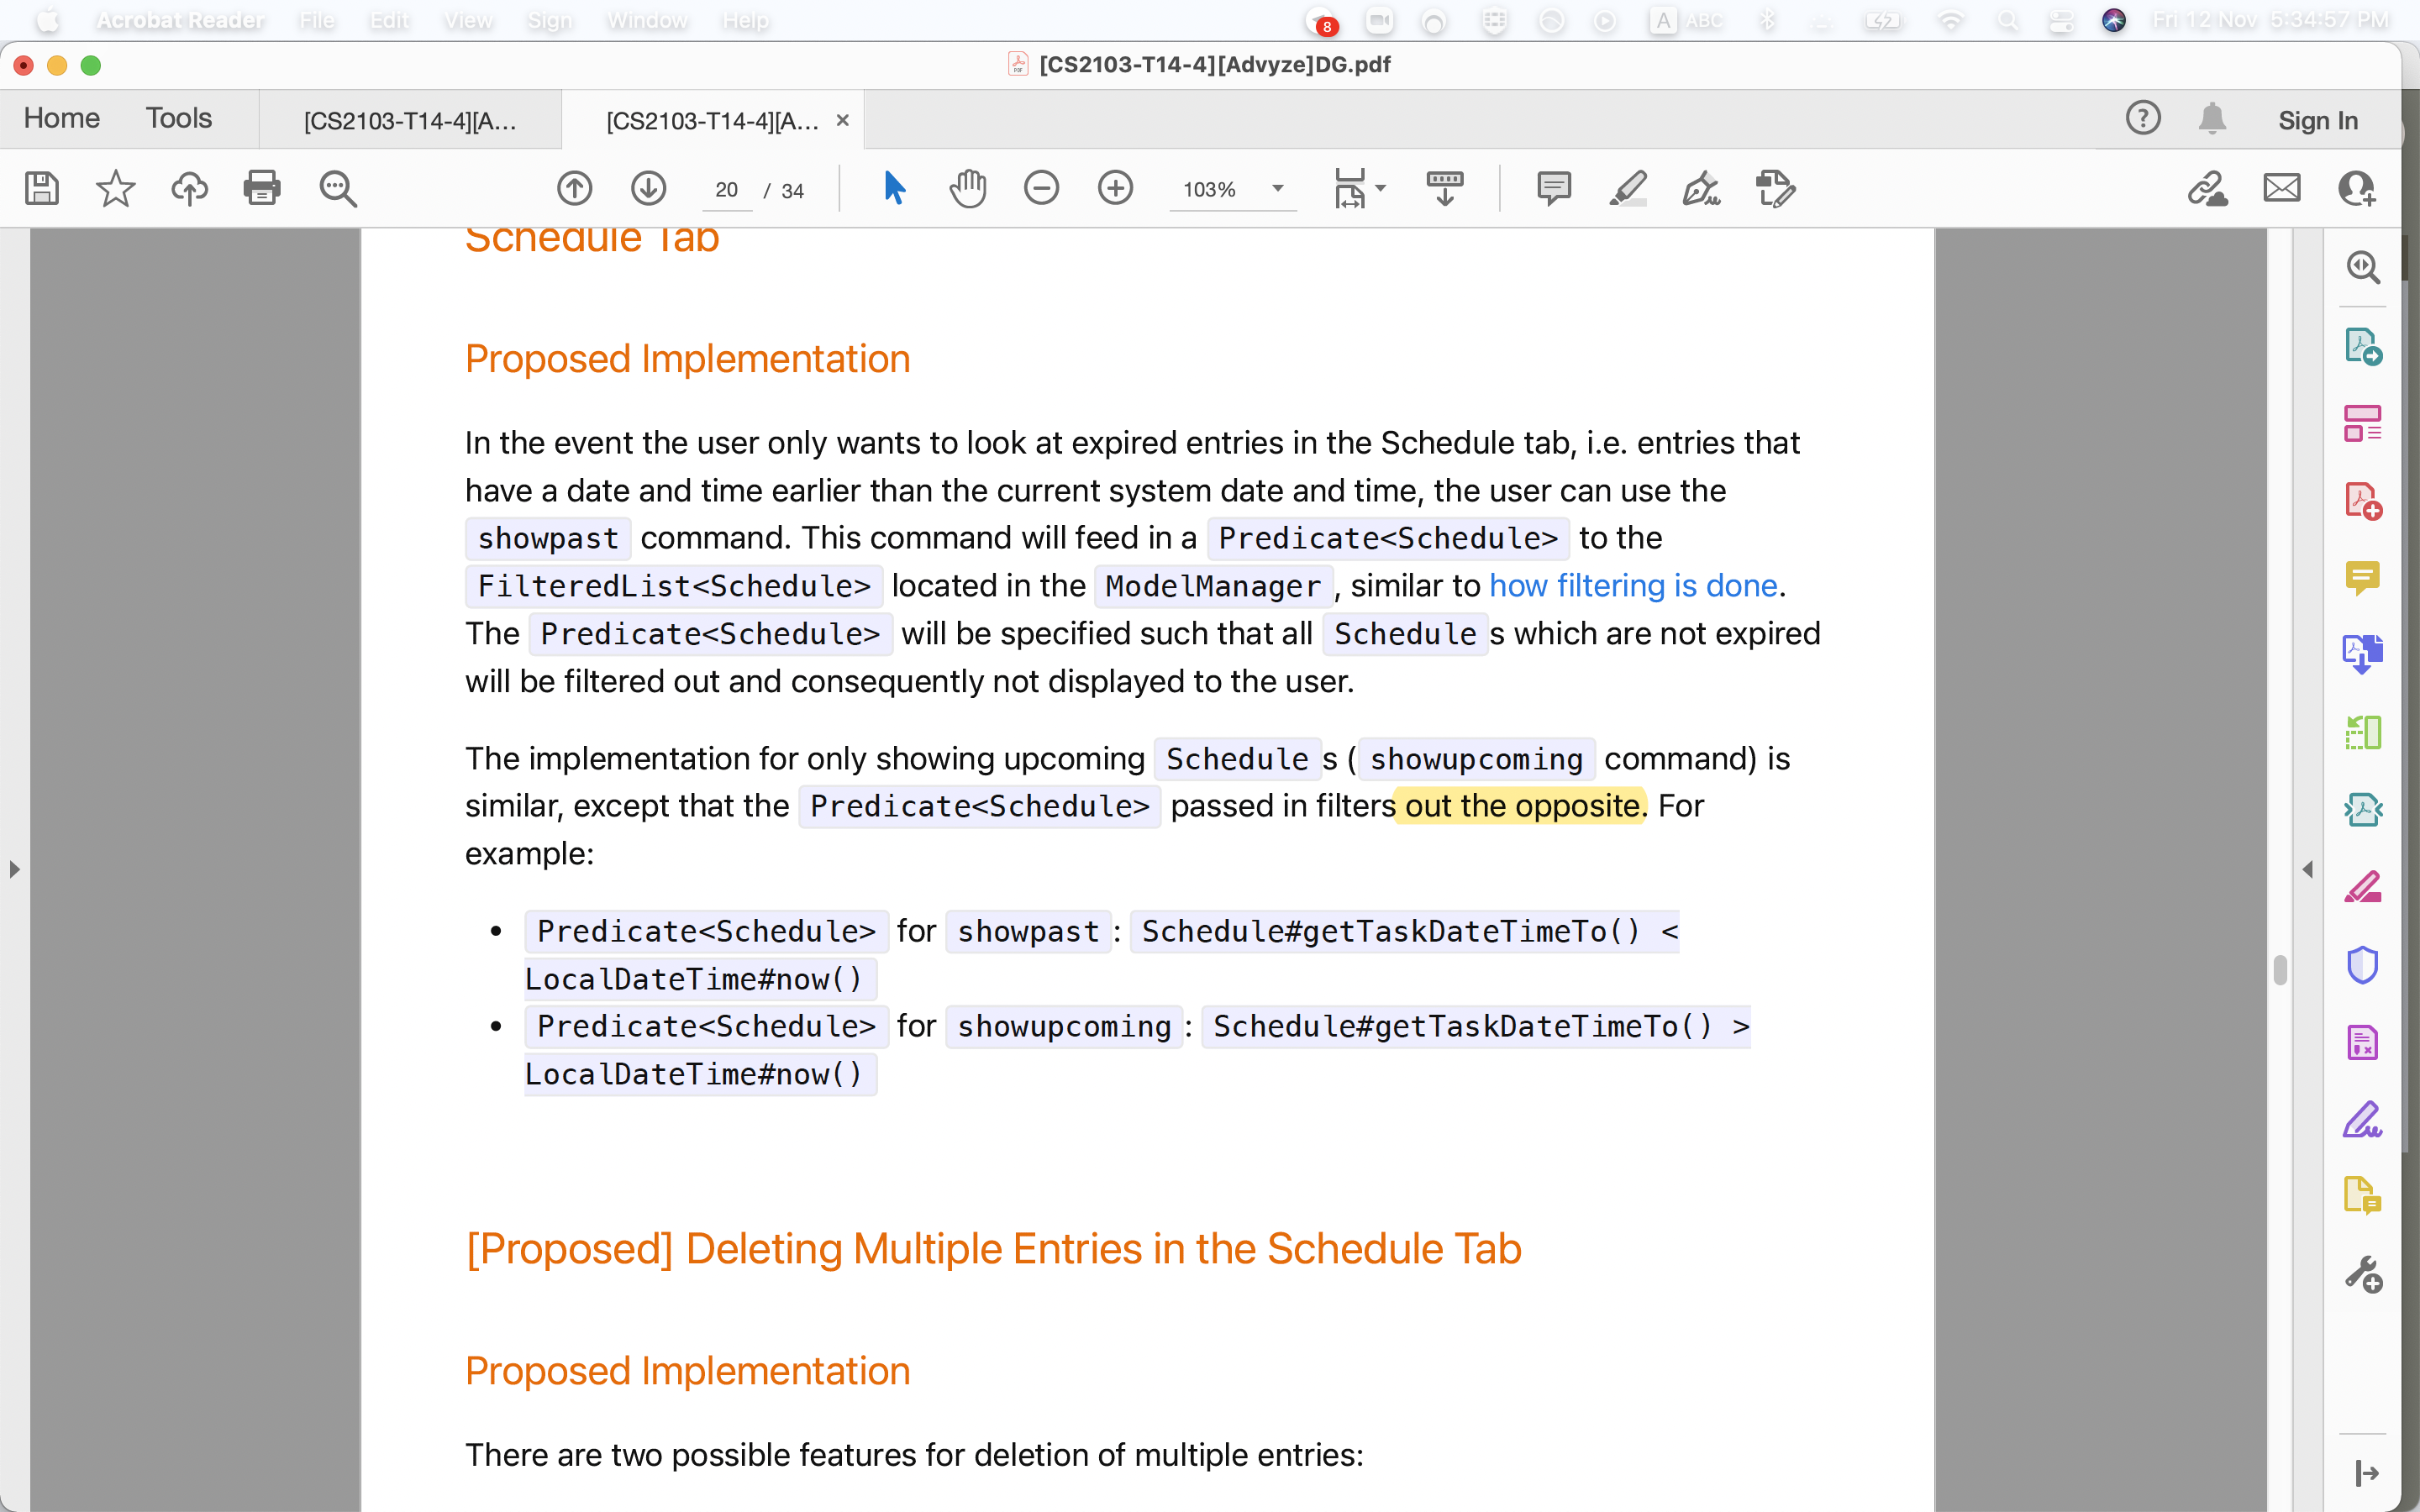 Acrobat Reader File Edit View Sign Window Help 8 A ABC Fri 12 Nov 5:34:57 PM
[CS2103-T14-4][Advyze]DG.pdf
Home Tools [CS2103-T14-4][A... [CS2103-T14-4][A... × ? Sign In
20 / 34 103%
Schedule Tab
Proposed Implementation
In the event the user only wants to look at expired entries in the Schedule tab, i.e. entries that
have a date and time earlier than the current system date and time, the user can use the
showpast command. This command will feed in a Predicate<Schedule> to the
FilteredList<Schedule> located in the ModelManager, similar to how filtering is done.
The Predicate<Schedule> will be specified such that all Schedule s which are not expired
will be filtered out and consequently not displayed to the user.
The implementation for only showing upcoming Schedule s ( showupcoming command) is
similar, except that the Predicate<Schedule> passed in filters out the opposite. For
example:
• Predicate<Schedule> for showpast: Schedule#getTaskDateTimeTo() <
LocalDateTime#now()
• Predicate<Schedule> for showupcoming: Schedule#getTaskDateTimeTo() >
LocalDateTime#now()
[Proposed] Deleting Multiple Entries in the Schedule Tab
Proposed Implementation
There are two possible features for deletion of multiple entries: